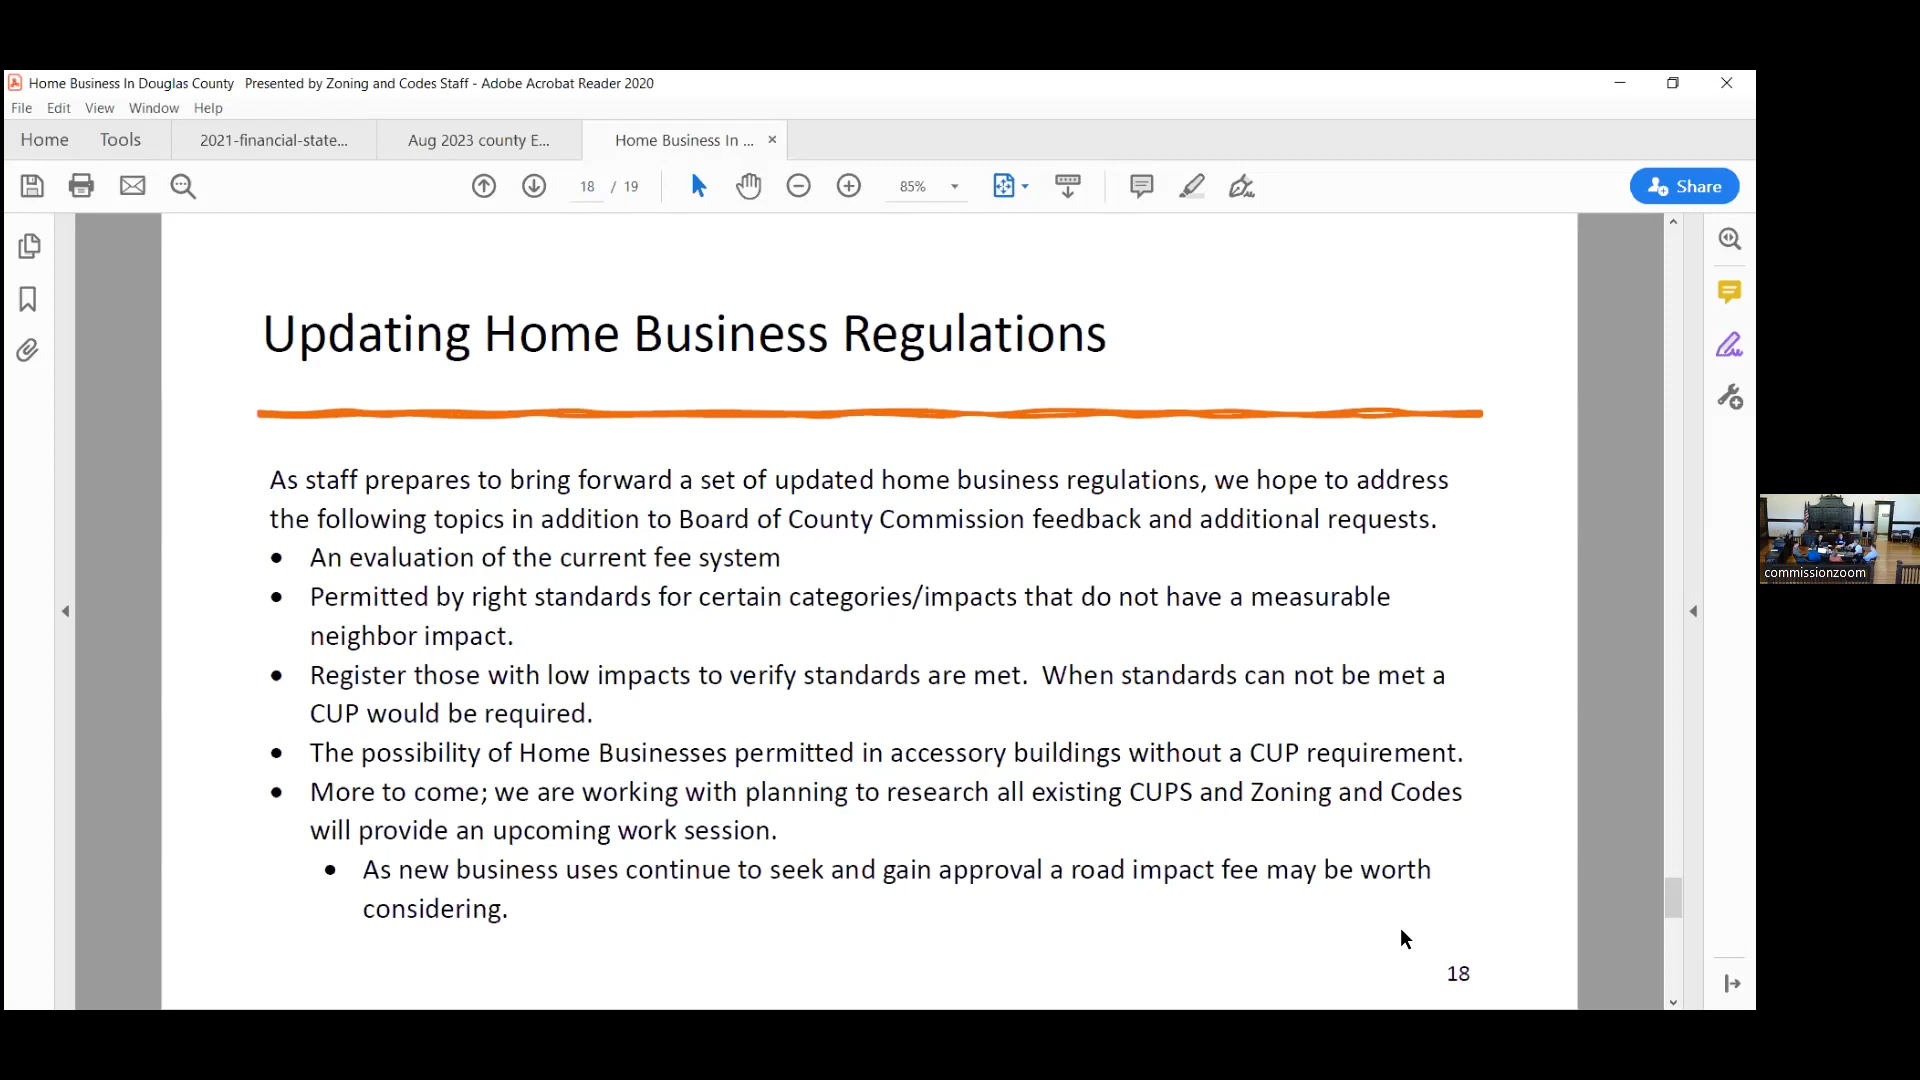 Home Business In Douglas County   Presented by Zoning and Codes Staff - Adobe Acrobat Reader 2020
File Edit View Window Help
Home Tools 2021-financial-state... Aug 2023 county E... Home Business In ... ×
18 / 19 85% Share
Updating Home Business Regulations
As staff prepares to bring forward a set of updated home business regulations, we hope to address
the following topics in addition to Board of County Commission feedback and additional requests.
• An evaluation of the current fee system
• Permitted by right standards for certain categories/impacts that do not have a measurable
neighbor impact.
• Register those with low impacts to verify standards are met.  When standards can not be met a
CUP would be required.
• The possibility of Home Businesses permitted in accessory buildings without a CUP requirement.
• More to come; we are working with planning to research all existing CUPS and Zoning and Codes
will provide an upcoming work session.
• As new business uses continue to seek and gain approval a road impact fee may be worth
considering.
18
commissionzoom